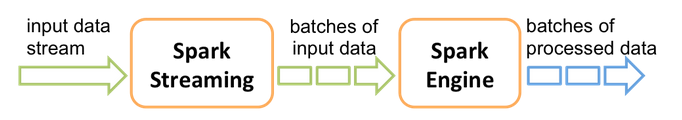 input data
stream
Spark
Streaming
batches of
input data
Spark
Engine
batches of
processed data